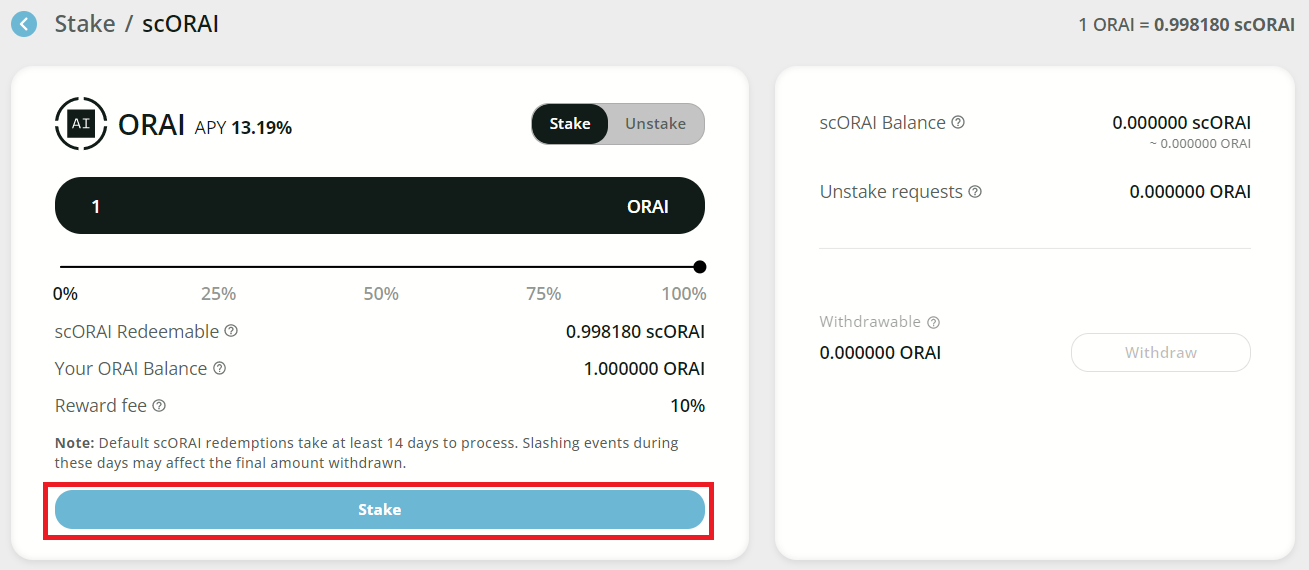 Stake / scORAI
1 ORAI = 0.998180 scORAI
AI ORAI APY 13.19%
Stake Unstake
1 ORAI
0% 25% 50% 75% 100%
scORAI Redeemable 0.998180 scORAI
Your ORAI Balance 1.000000 ORAI
Reward fee 10%
Note: Default scORAI redemptions take at least 14 days to process. Slashing events during
these days may affect the final amount withdrawn.
Stake
scORAI Balance 0.000000 scORAI
~ 0.000000 ORAI
Unstake requests 0.000000 ORAI
Withdrawable
0.000000 ORAI Withdraw